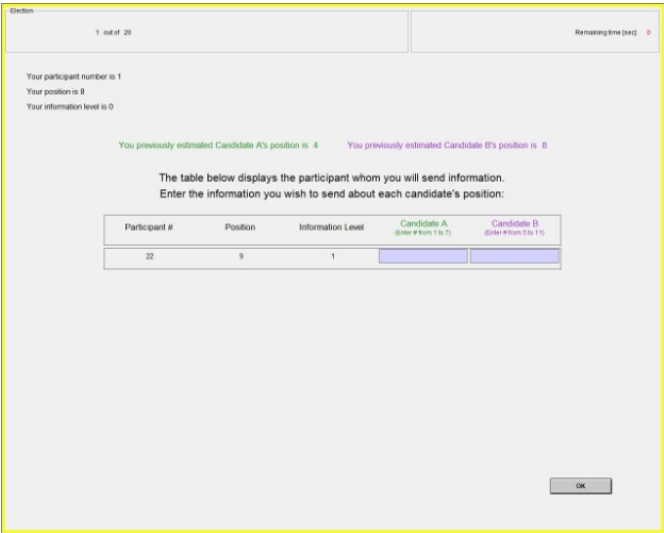 Election
1 out of 20
Remaining time [sec]: 0
Your participant number is 1
Your position is 8
Your information level is 0
You previously estimated Candidate A's position is 4 You previously estimated Candidate B's position is 8
The table below displays the participant whom you will send information.
Enter the information you wish to send about each candidate's position:
Participant # Position Information Level Candidate A Candidate B
(Enter # from 1 to 7) (Enter # from 5 to 11)
22 9 1
OK